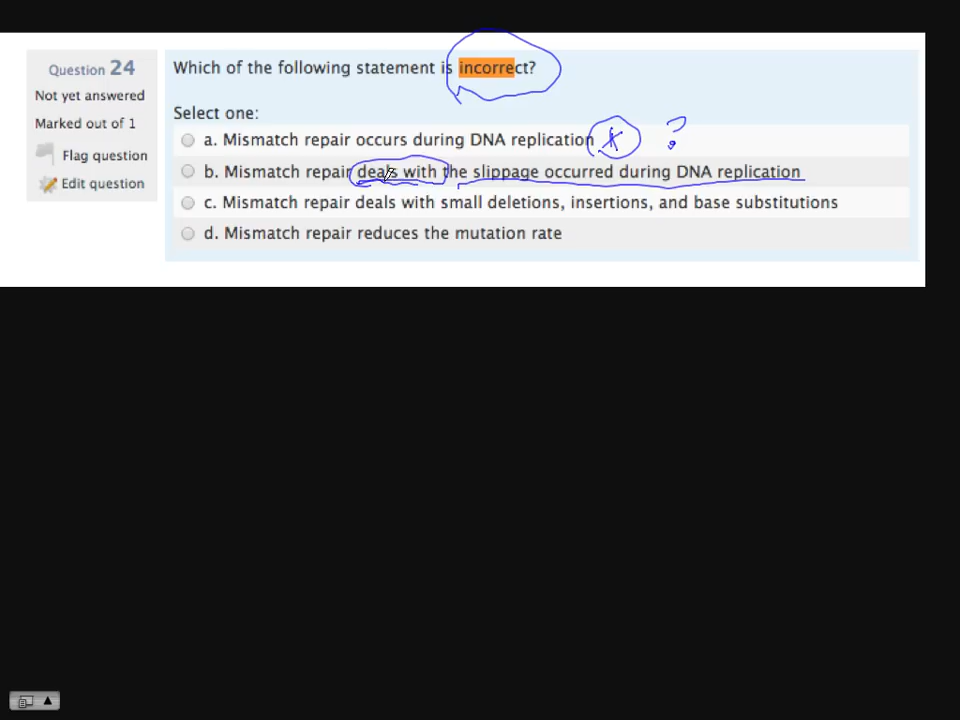 Question 24
Not yet answered
Marked out of 1
Flag question
Edit question
Which of the following statement is incorrect?
Select one:
a. Mismatch repair occurs during DNA replication ?
b. Mismatch repair deals with the slippage occurred during DNA replication
c. Mismatch repair deals with small deletions, insertions, and base substitutions
d. Mismatch repair reduces the mutation rate